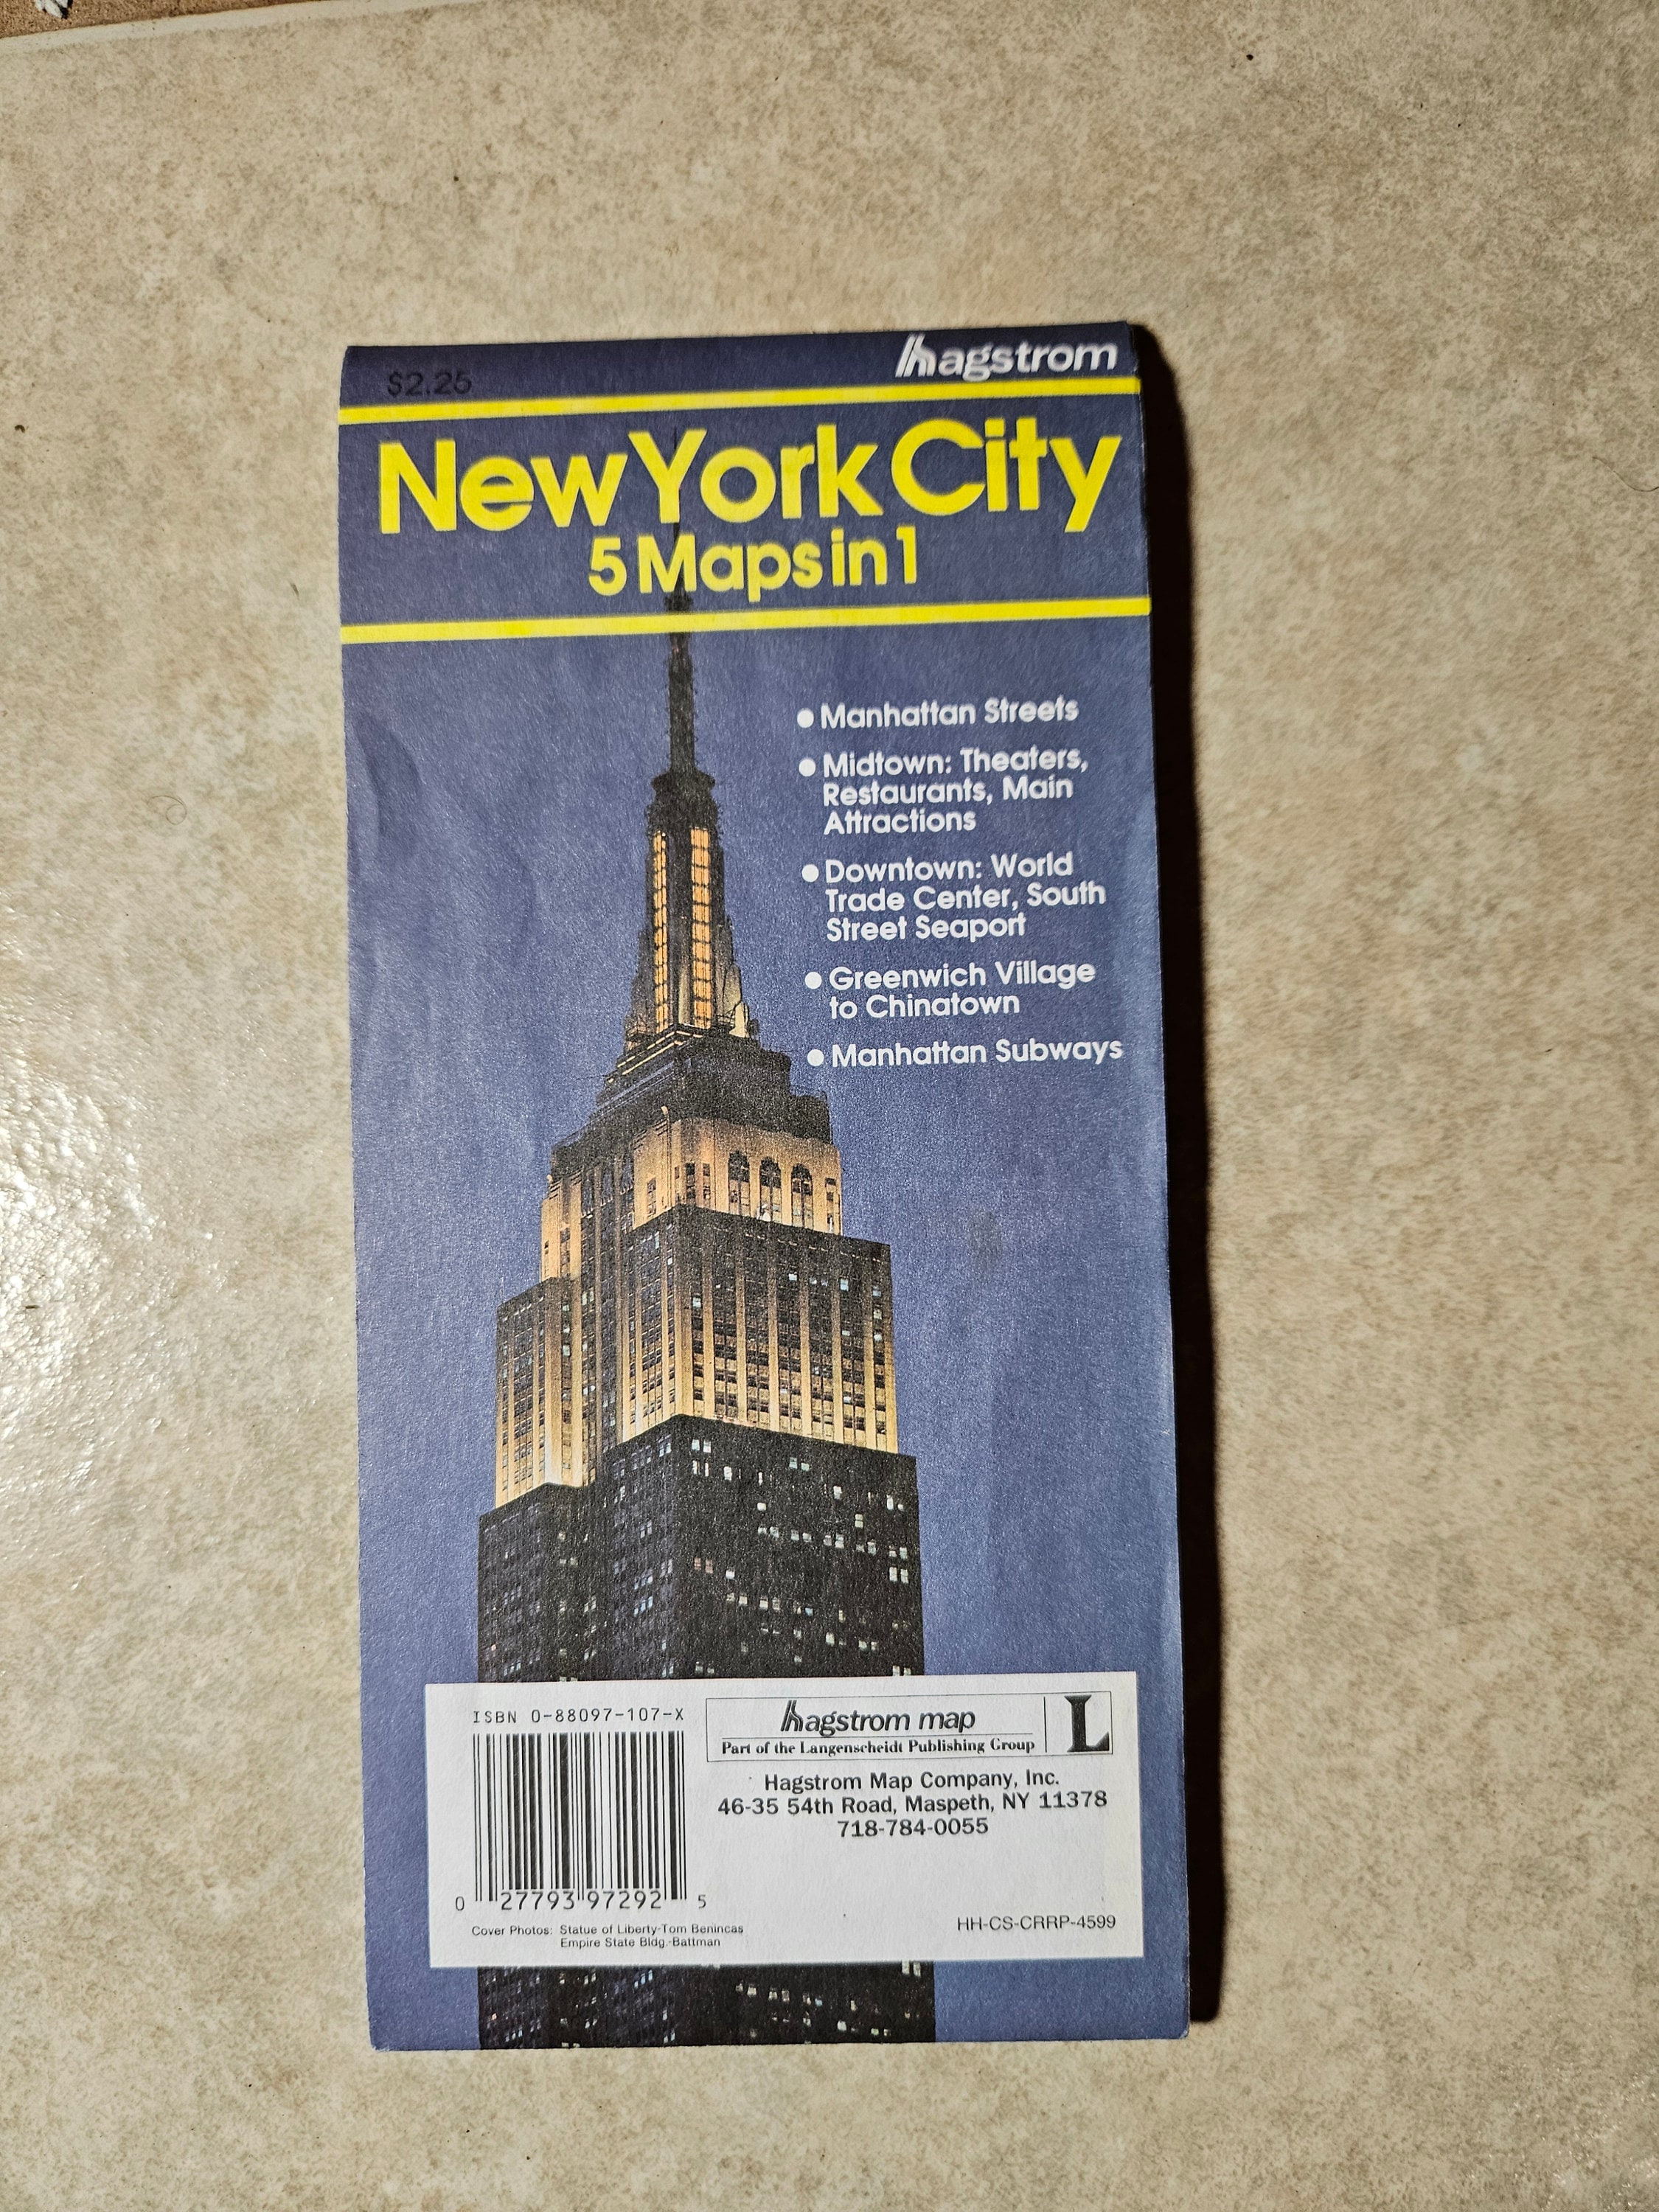 hagstrom
$2.25
New York City
5 Maps in 1
● Manhattan Streets
● Midtown: Theaters,
Restaurants, Main
Attractions
● Downtown: World
Trade Center, South
Street Seaport
● Greenwich Village
to Chinatown
● Manhattan Subways
ISBN 0-88097-107-X
0 27793 97292 5
Cover Photos: Statue of Liberty-Tom Benincas
Empire State Bldg.-Battman
hagstrom map
Part of the Langenscheidt Publishing Group
L
Hagstrom Map Company, Inc.
46-35 54th Road, Maspeth, NY 11378
718-784-0055
HH-CS-CRRP-4599